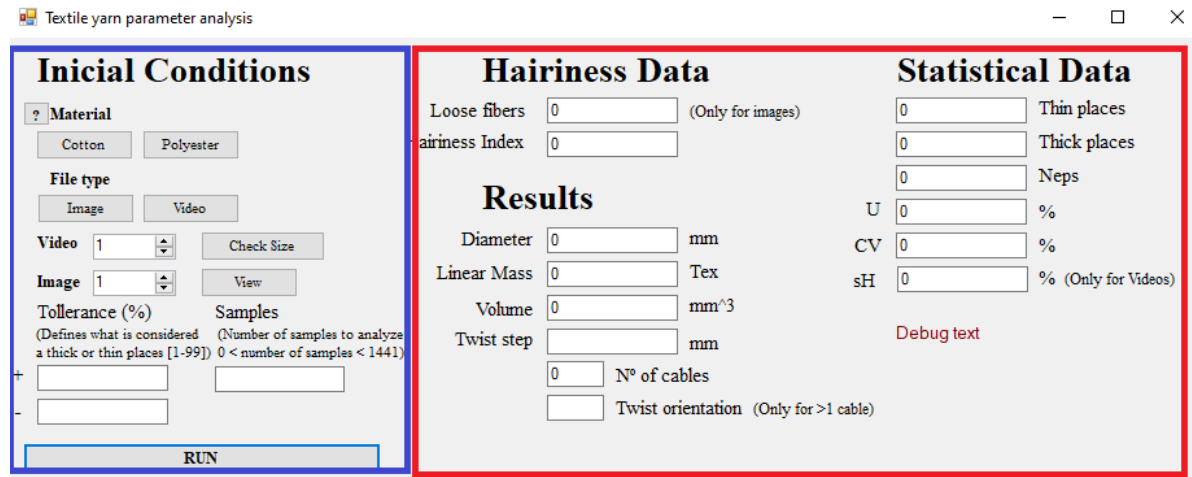 Textile yarn parameter analysis
Inicial Conditions
? Material
Cotton Polyester
File type
Image Video
Video 1 Check Size
Image 1 View
Tollerance (%) Samples
(Defines what is considered (Number of samples to analyze
a thick or thin places [1-99]) 0 < number of samples < 1441)
+
-
RUN
Hairiness Data
Loose fibers 0 (Only for images)
airiness Index 0
Results
Diameter 0 mm
Linear Mass 0 Tex
Volume 0 mm^3
Twist step mm
0 Nº of cables
Twist orientation (Only for >1 cable)
Statistical Data
0 Thin places
0 Thick places
0 Neps
U 0 %
CV 0 %
sH 0 % (Only for Videos)
Debug text